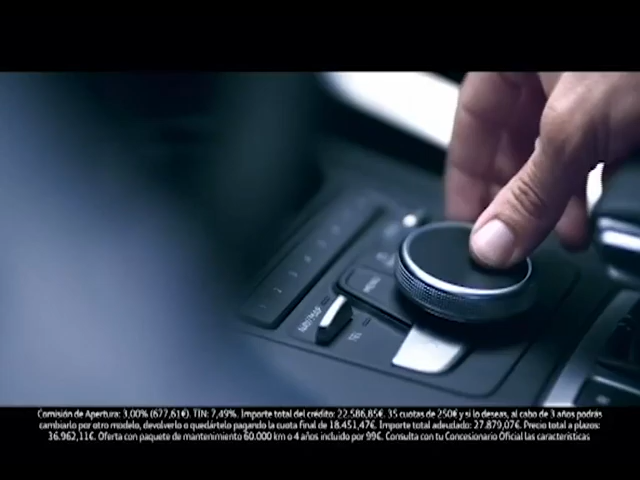 NAV/MAP
TEL
MENU
Comisión de Apertura: 3,00% (677,61€). TIN: 7,49%. Importe total del crédito: 22.586,85€. 35 cuotas de 250€ y si lo deseas, al cabo de 3 años podrás
cambiarlo por otro modelo, devolverlo o quedártelo pagando la cuota final de 18.451,47€. Importe total adeudado: 27.879,07€. Precio total a plazos:
36.962,11€. Oferta con paquete de mantenimiento 60.000 km o 4 años incluido por 99€. Consulta con tu Concesionario Oficial las características